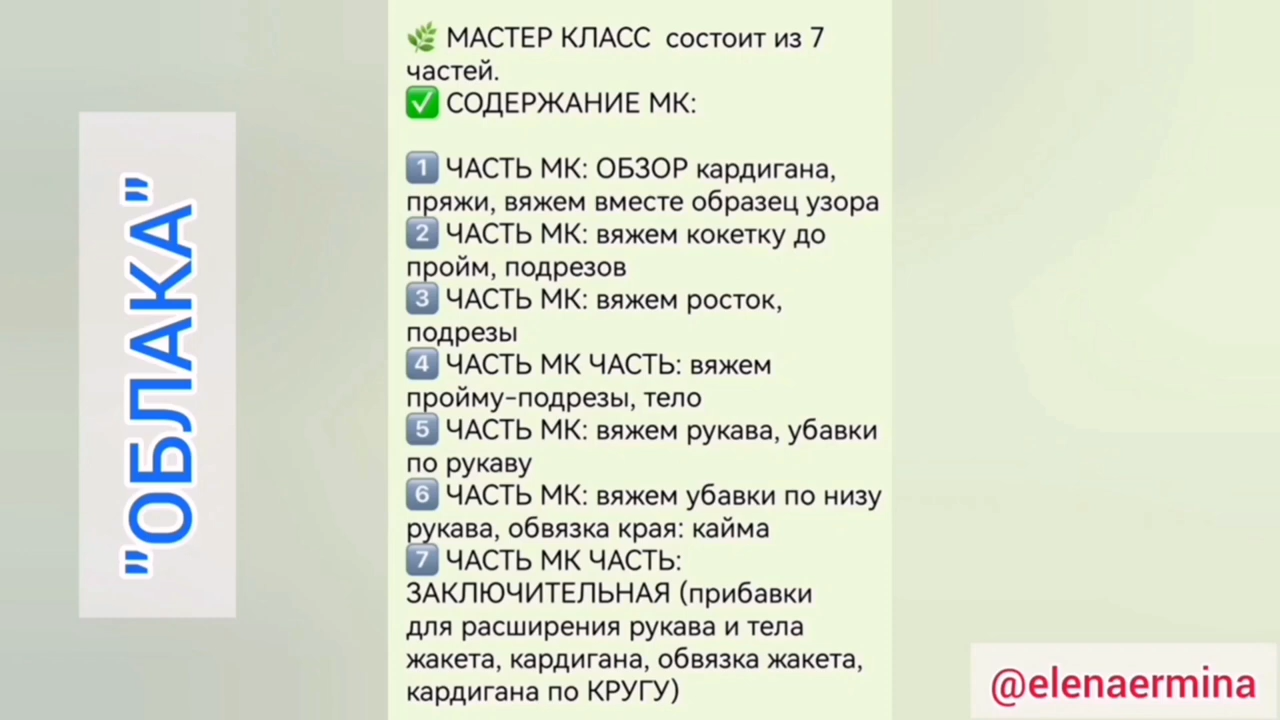 "ОБЛАКА"
🌿 МАСТЕР КЛАСС состоит из 7
частей.
✅ СОДЕРЖАНИЕ МК:
1️⃣ ЧАСТЬ МК: ОБЗОР кардигана,
пряжи, вяжем вместе образец узора
2️⃣ ЧАСТЬ МК: вяжем кокетку до
пройм, подрезов
3️⃣ ЧАСТЬ МК: вяжем росток,
подрезы
4️⃣ ЧАСТЬ МК ЧАСТЬ: вяжем
пройму-подрезы, тело
5️⃣ ЧАСТЬ МК: вяжем рукава, убавки
по рукаву
6️⃣ ЧАСТЬ МК: вяжем убавки по низу
рукава, обвязка края: кайма
7️⃣ ЧАСТЬ МК ЧАСТЬ:
ЗАКЛЮЧИТЕЛЬНАЯ (прибавки
для расширения рукава и тела
жакета, кардигана, обвязка жакета,
кардигана по КРУГУ)
@elenaermina